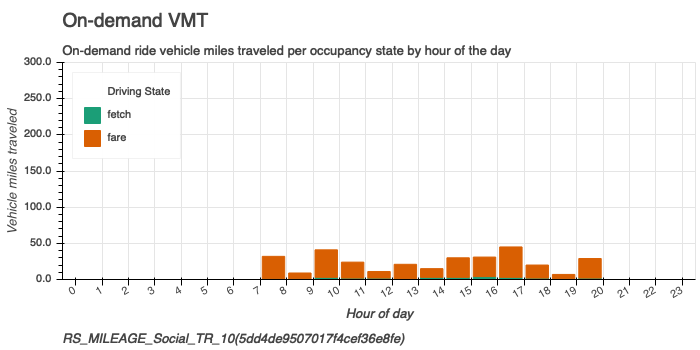 On-demand VMT
On-demand ride vehicle miles traveled per occupancy state by hour of the day
300.0
250.0
200.0
150.0
100.0
50.0
0.0
Vehicle miles traveled
Driving State
fetch
fare
0 1 2 3 4 5 6 7 8 9 10 11 12 13 14 15 16 17 18 19 20 21 22 23
Hour of day
RS_MILEAGE_Social_TR_10(5dd4de9507017f4cef36e8fe)